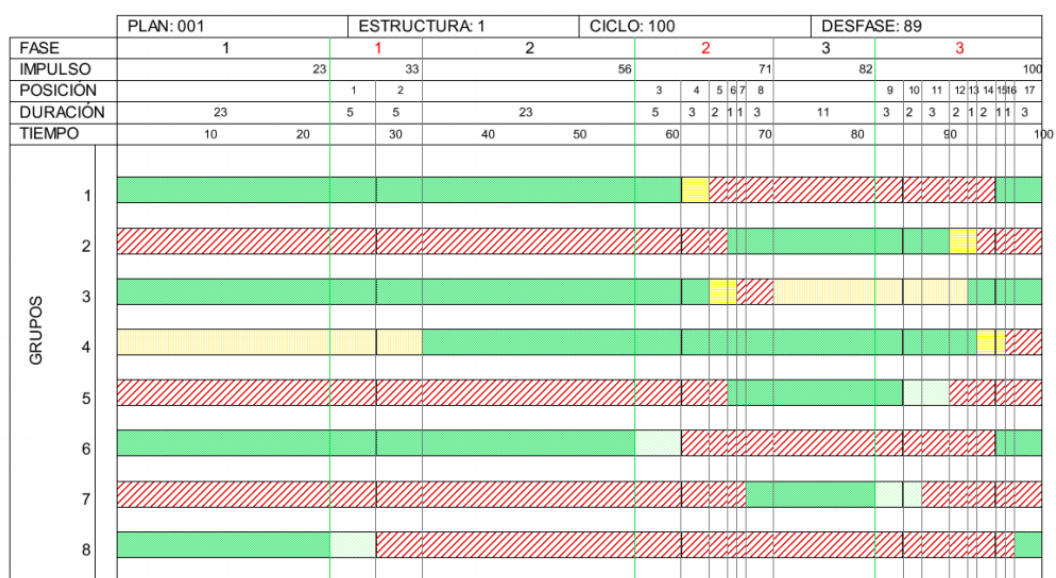 PLAN: 001 ESTRUCTURA: 1 CICLO: 100 DESFASE: 89
FASE 1 1 2 2 3 3
IMPULSO 23 33 56 71 82 100
POSICIÓN 1 2 3 4 5 6 7 8 9 10 11 12 13 14 15 16 17
DURACIÓN 23 5 5 23 5 3 2 1 1 3 11 3 2 3 2 1 2 1 1 3
TIEMPO 10 20 30 40 50 60 70 80 90 100
GRUPOS
1
2
3
4
5
6
7
8